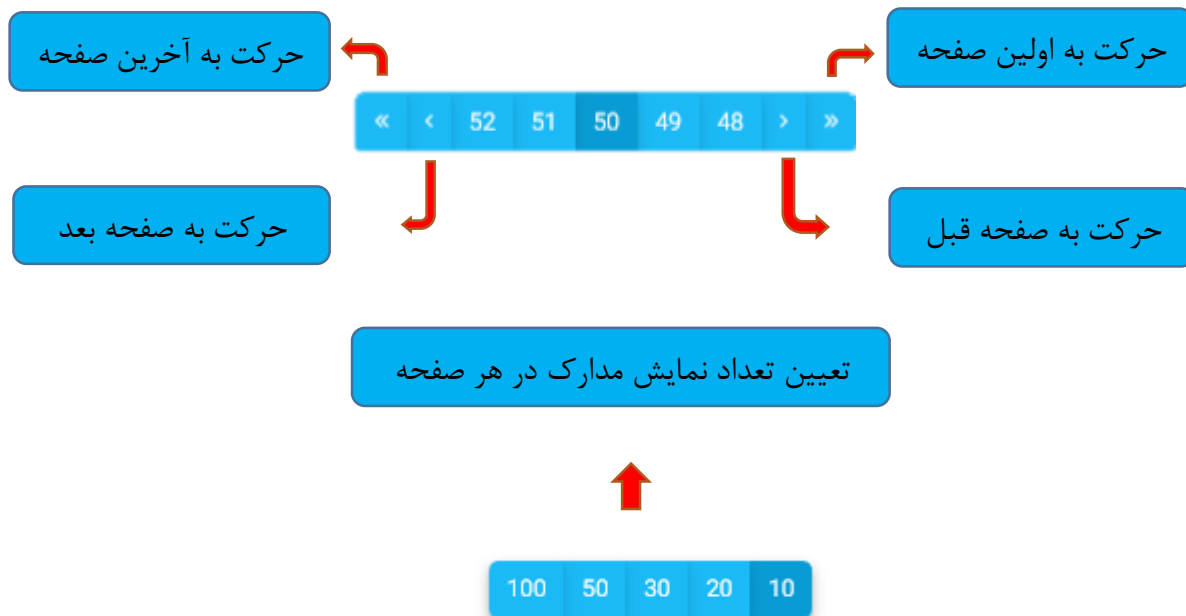 حرکت به اولین صفحه
حرکت به آخرین صفحه
« ‹ 52 51 50 49 48 › »
حرکت به صفحه قبل
حرکت به صفحه بعد
تعیین تعداد نمایش مدارک در هر صفحه
100 50 30 20 10